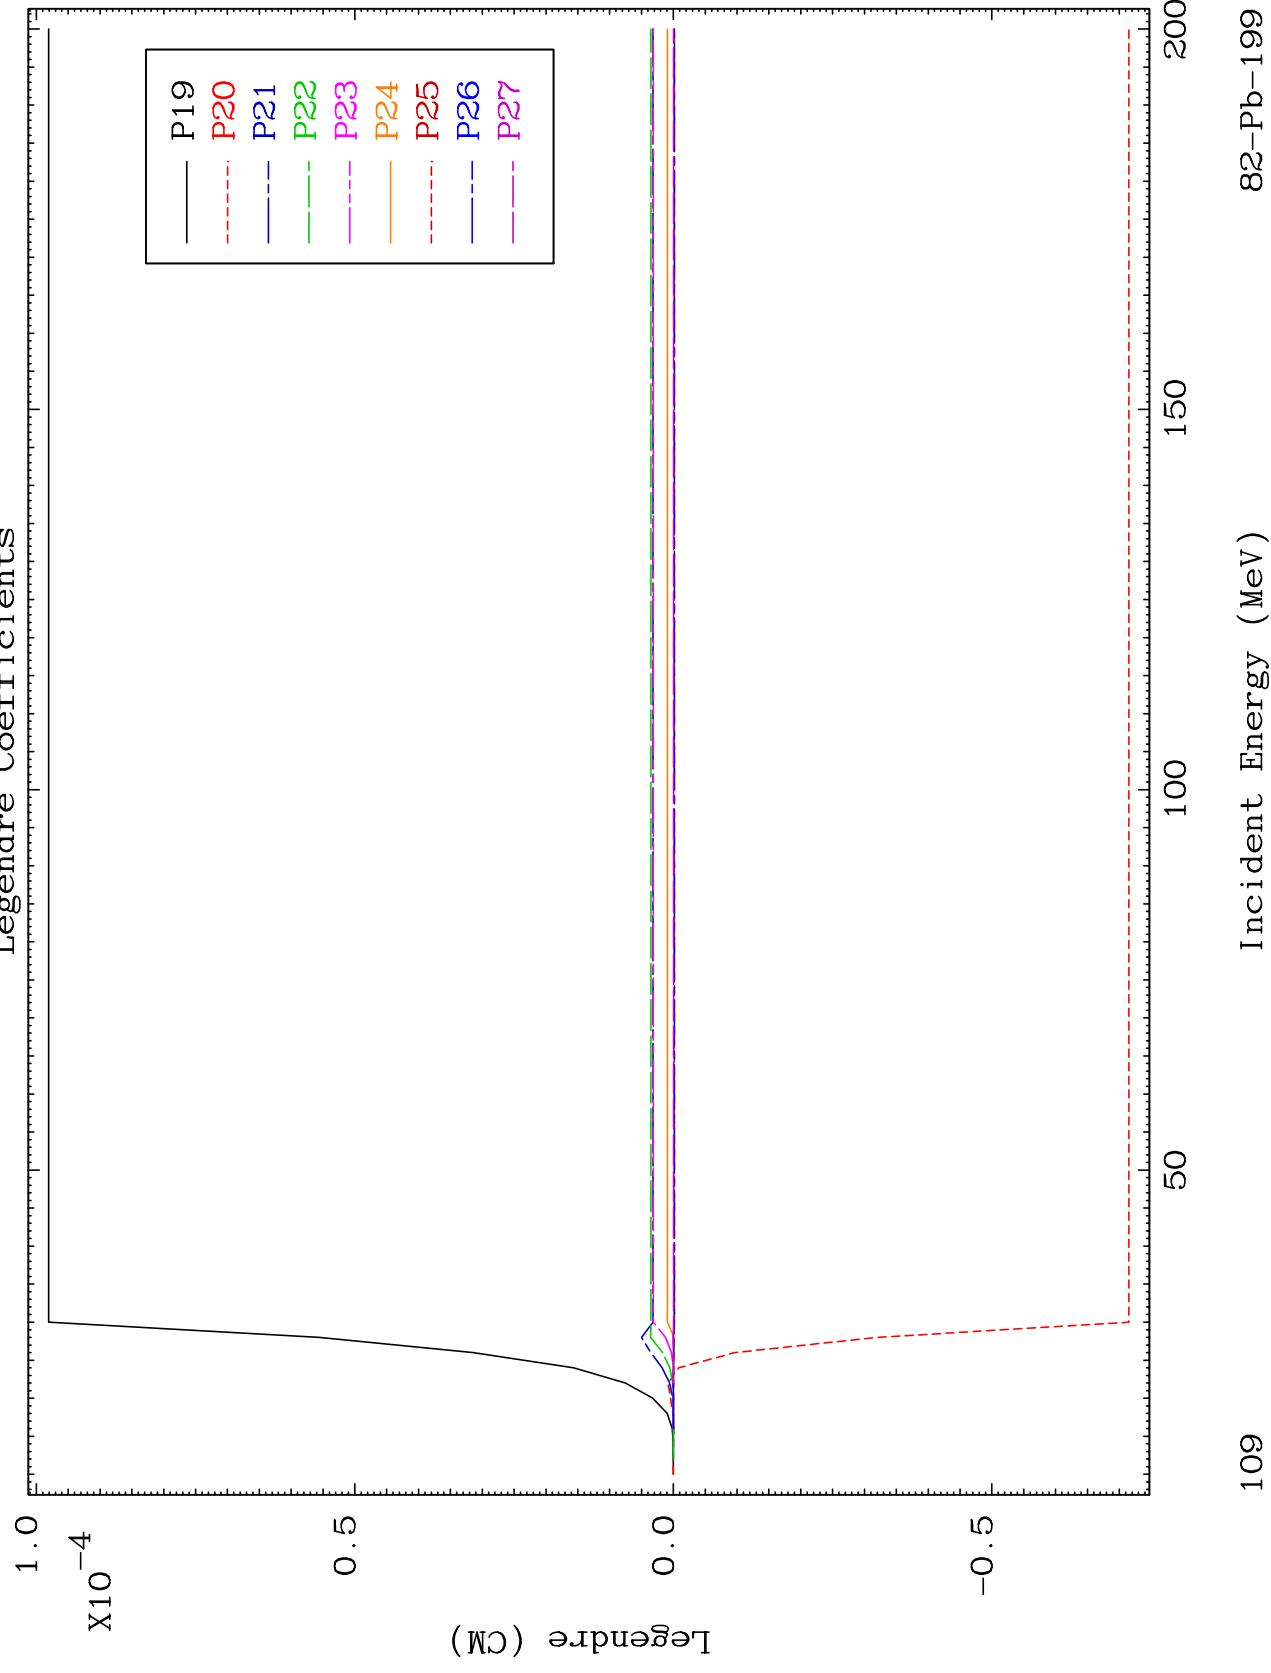 Legendre Coefficients
1.0
X10-4
0.5
0.0
-0.5
Legendre (CM)
P19
P20
P21
P22
P23
P24
P25
P26
P27
50
100
150
200
Incident Energy (MeV)
109
82-Pb-199